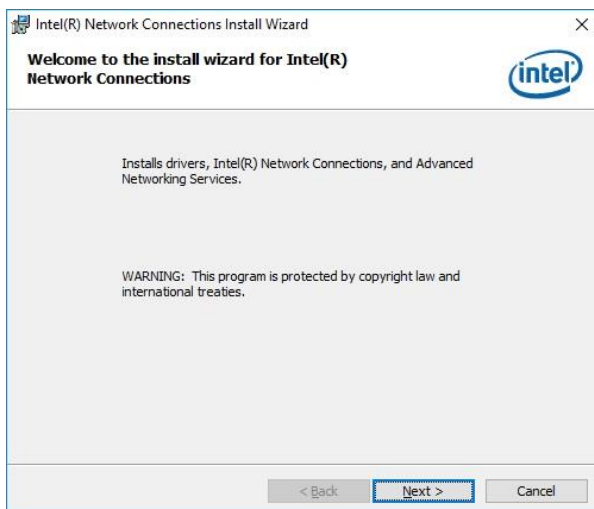 Intel(R) Network Connections Install Wizard
Welcome to the install wizard for Intel(R)
Network Connections
intel
Installs drivers, Intel(R) Network Connections, and Advanced
Networking Services.
WARNING: This program is protected by copyright law and
international treaties.
< Back
Next >
Cancel